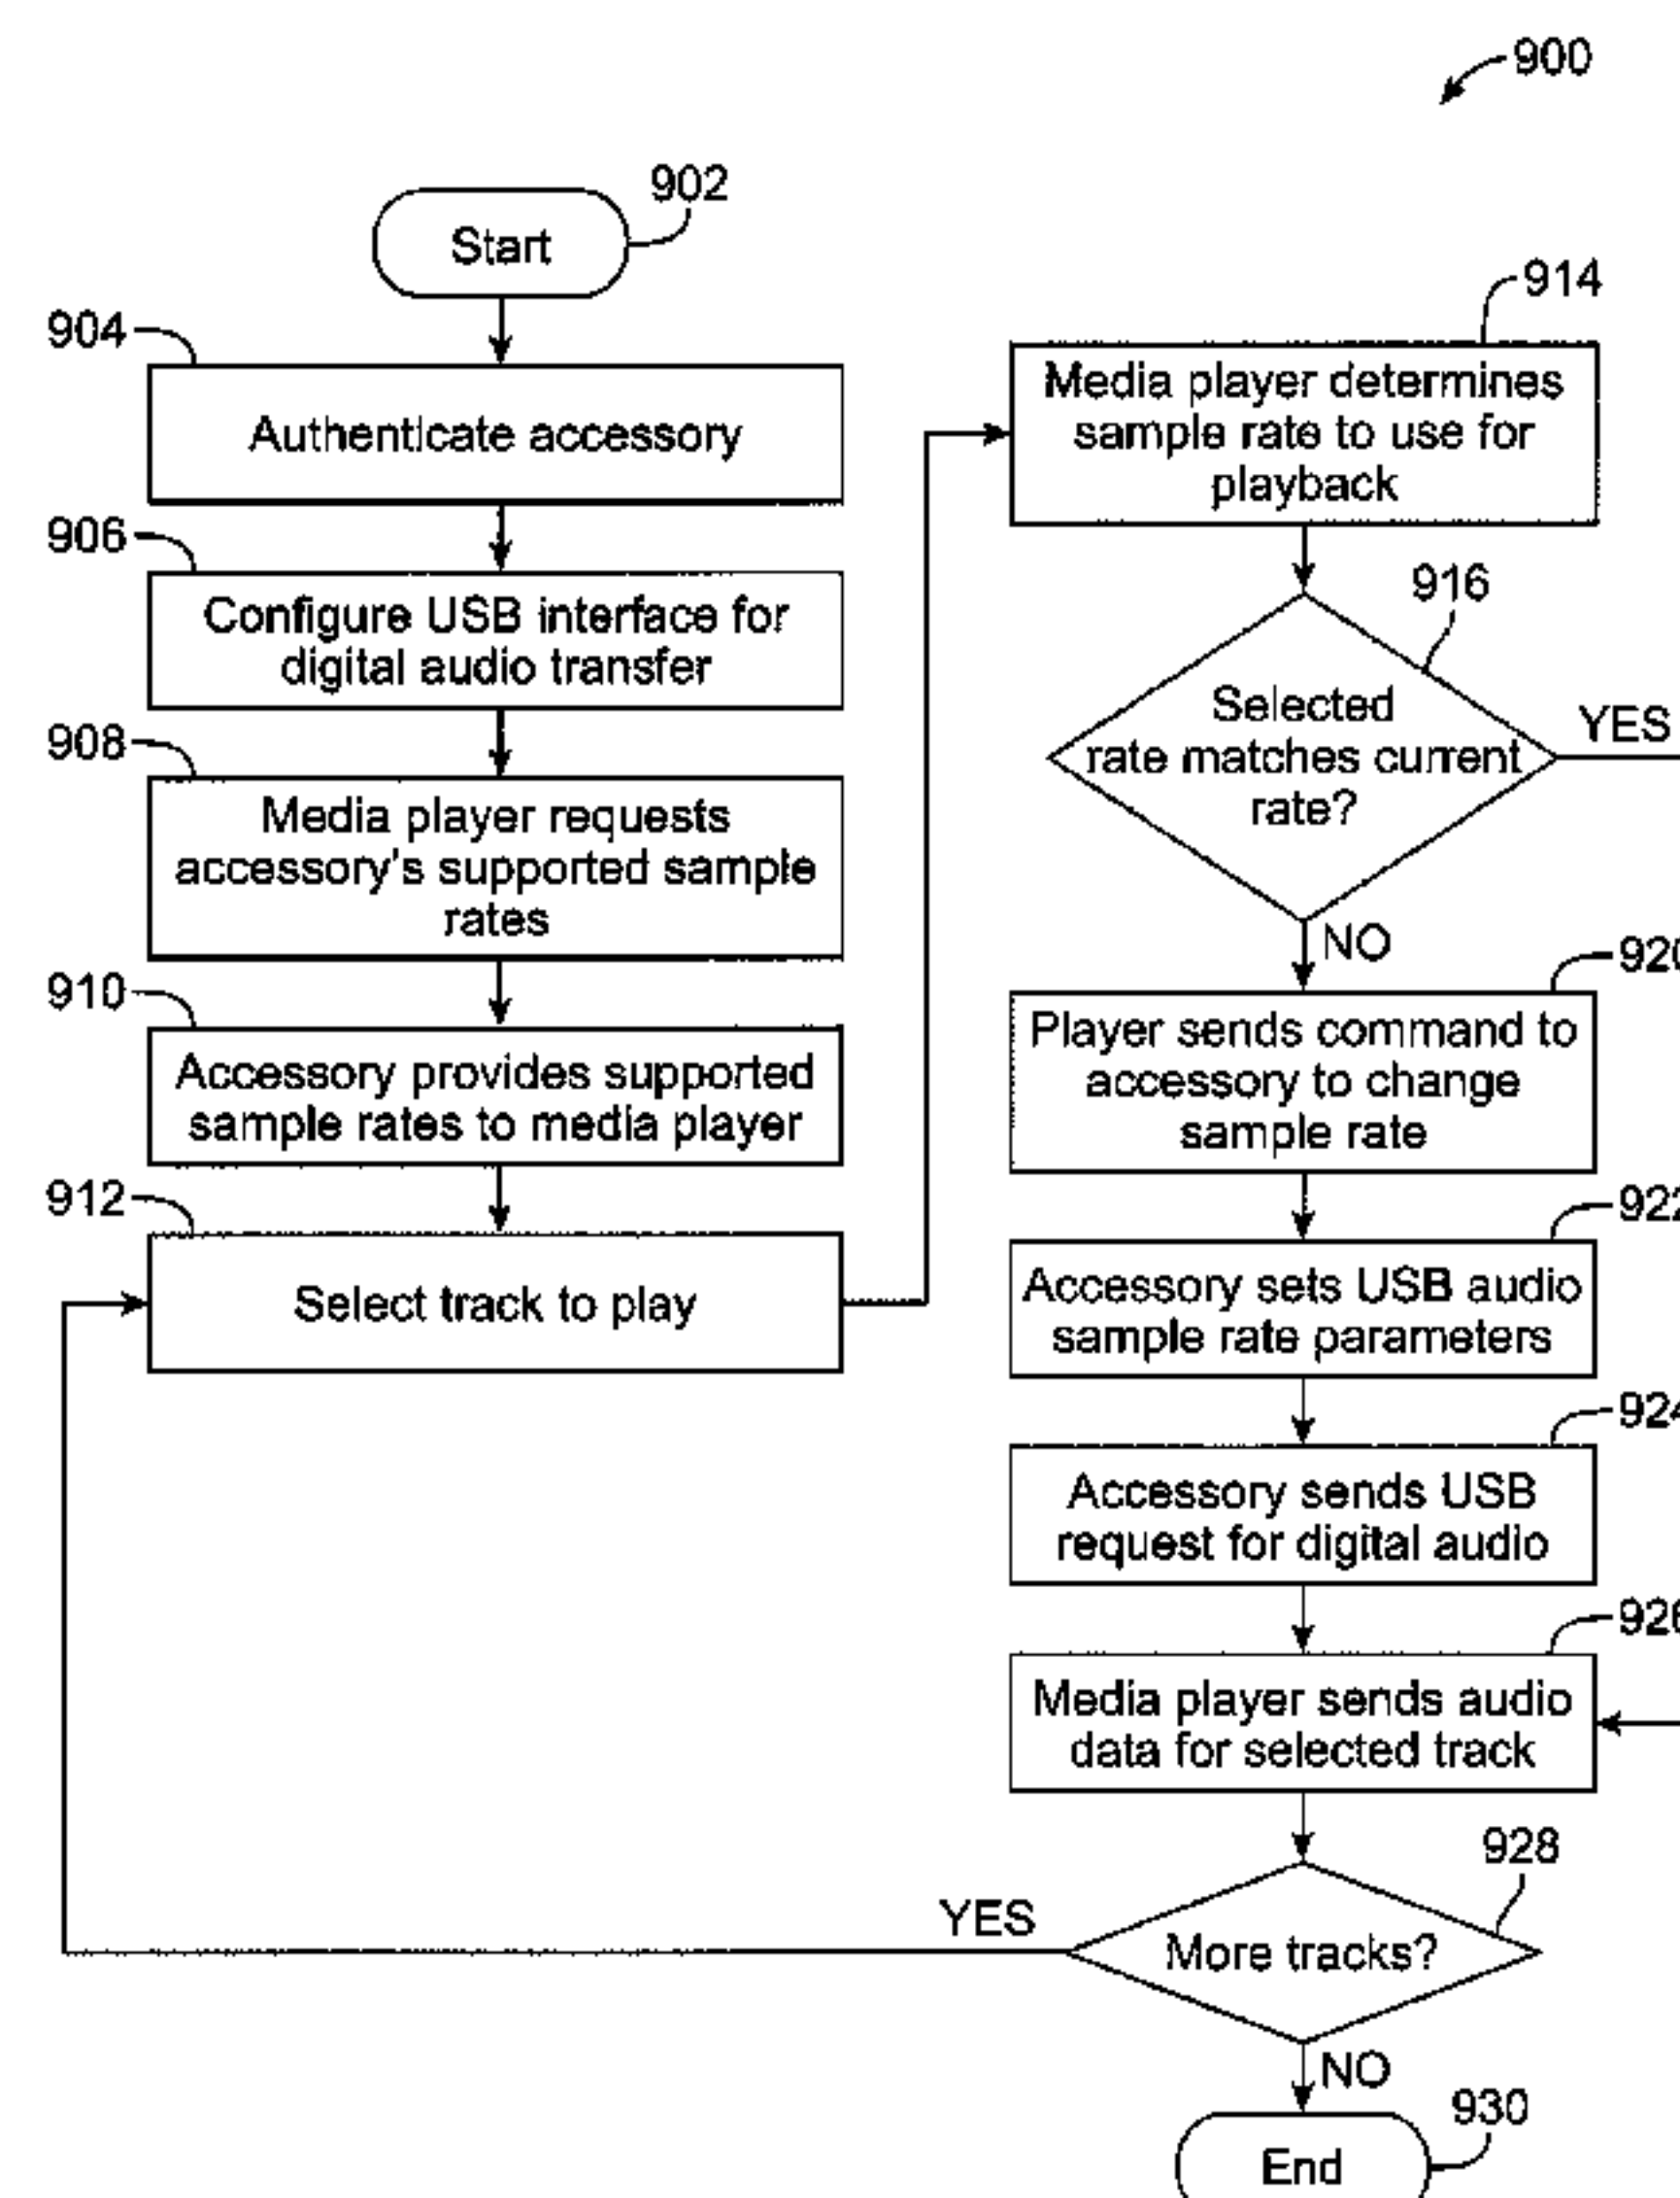 900
902
Start
904
Authenticate accessory
906
Configure USB interface for
digital audio transfer
908
Media player requests
accessory's supported sample
rates
910
Accessory provides supported
sample rates to media player
912
Select track to play
914
Media player determines
sample rate to use for
playback
916
Selected
rate matches current
rate?
YES
NO
920
Player sends command to
accessory to change
sample rate
922
Accessory sets USB audio
sample rate parameters
924
Accessory sends USB
request for digital audio
926
Media player sends audio
data for selected track
928
More tracks?
YES
NO
930
End